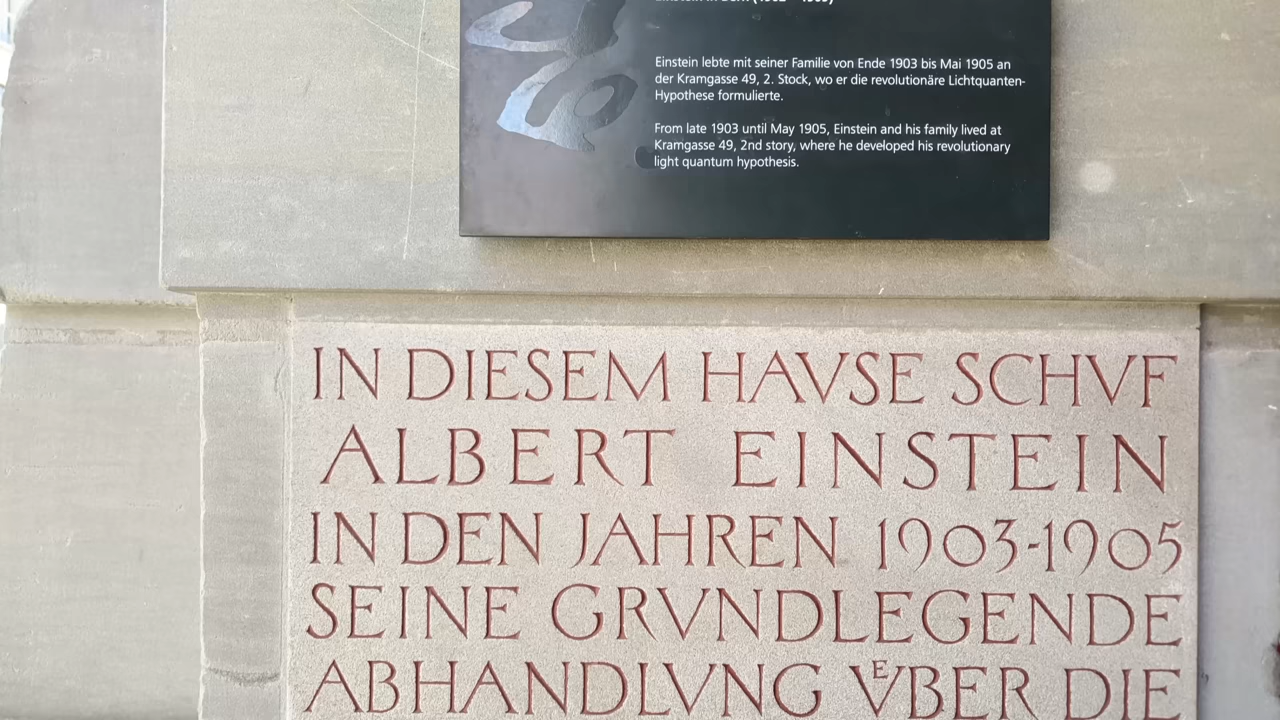 Einstein lebte mit seiner Familie von Ende 1903 bis Mai 1905 an
der Kramgasse 49, 2. Stock, wo er die revolutionäre Lichtquanten-
Hypothese formulierte.
From late 1903 until May 1905, Einstein and his family lived at
Kramgasse 49, 2nd story, where he developed his revolutionary
light quantum hypothesis.
IN DIESEM HAVSE SCHVF
ALBERT EINSTEIN
IN DEN JAHREN 1903-1905
SEINE GRVNDLEGENDE
ABHANDLVNG VͤBER DIE